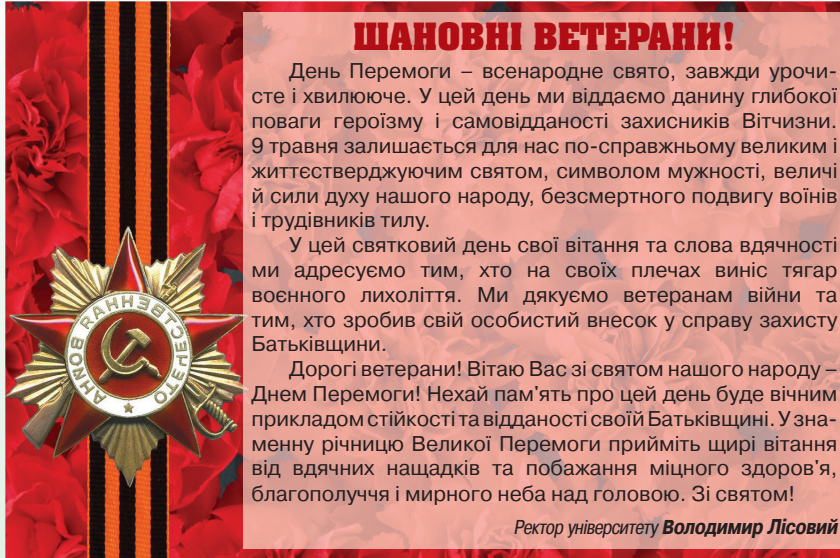 ШАНОВНІ ВЕТЕРАНИ!
День Перемоги – всенародне свято, завжди урочи-
сте і хвилююче. У цей день ми віддаємо данину глибокої
поваги героїзму і самовідданості захисників Вітчизни.
9 травня залишається для нас по-справжньому великим і
життєстверджуючим святом, символом мужності, величі
й сили духу нашого народу, безсмертного подвигу воїнів
і трудівників тилу.
У цей святковий день свої вітання та слова вдячності
ми адресуємо тим, хто на своїх плечах виніс тягар
воєнного лихоліття. Ми дякуємо ветеранам війни та
тим, хто зробив свій особистий внесок у справу захисту
Батьківщини.
Дорогі ветерани! Вітаю Вас зі святом нашого народу –
Днем Перемоги! Нехай пам'ять про цей день буде вічним
прикладом стійкості та відданості своїй Батьківщині. У зна-
менну річницю Великої Перемоги прийміть щирі вітання
від вдячних нащадків та побажання міцного здоров'я,
благополуччя і мирного неба над головою. Зі святом!
Ректор університету Володимир Лісовий
ОТЕЧЕСТВЕННАЯ ВОЙНА